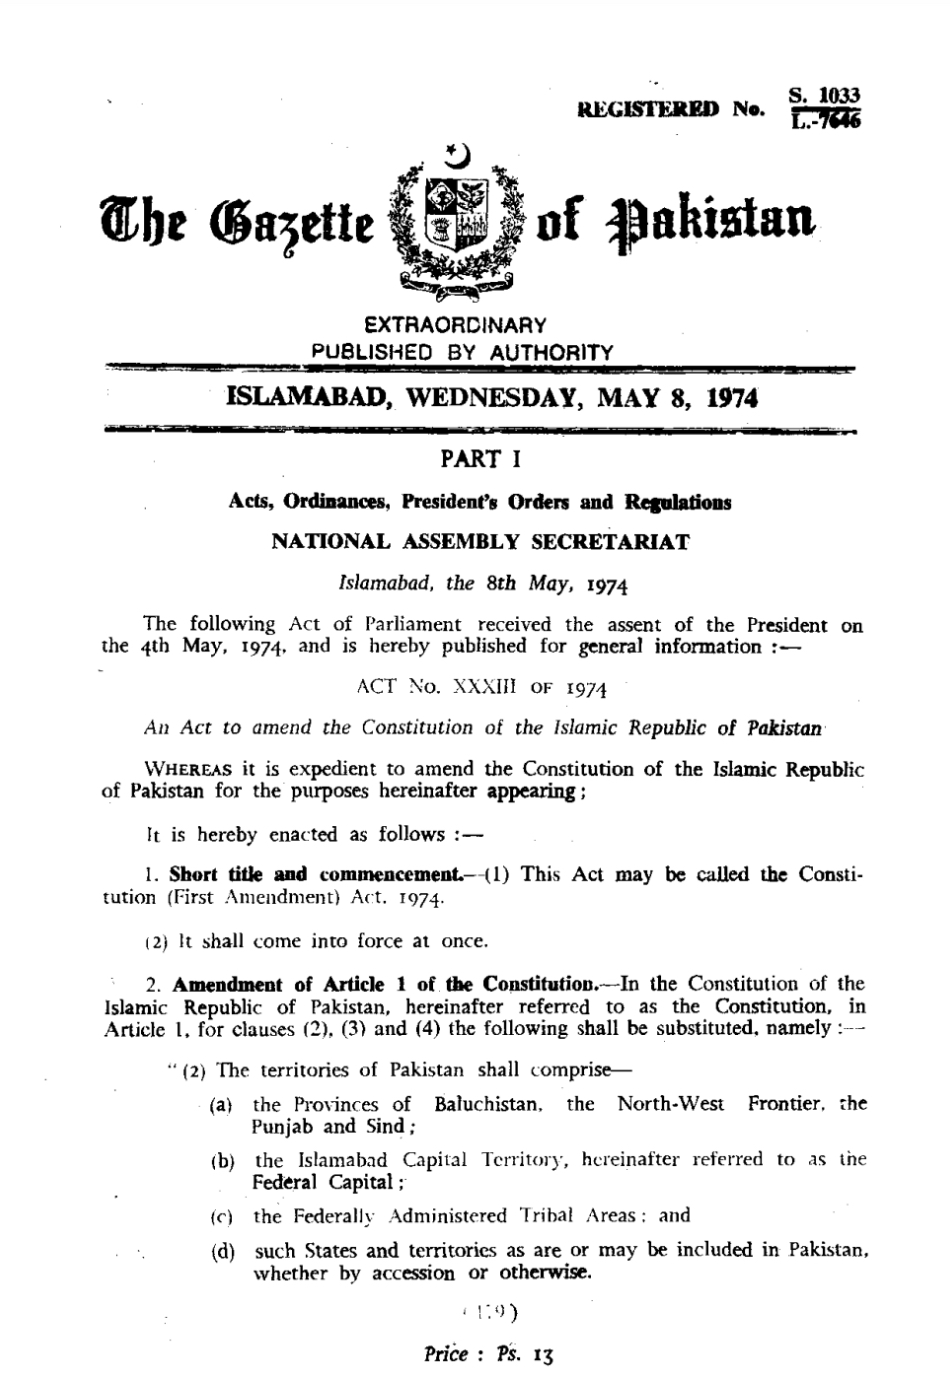 REGISTERED No. S. 1033
L.-7646
The Gazette of Pakistan
EXTRAORDINARY
PUBLISHED BY AUTHORITY
ISLAMABAD, WEDNESDAY, MAY 8, 1974
PART I
Acts, Ordinances, President's Orders and Regulations
NATIONAL ASSEMBLY SECRETARIAT
Islamabad, the 8th May, 1974
The following Act of Parliament received the assent of the President on
the 4th May, 1974, and is hereby published for general information :—
ACT No. XXXIII OF 1974
An Act to amend the Constitution of the Islamic Republic of Pakistan
WHEREAS it is expedient to amend the Constitution of the Islamic Republic
of Pakistan for the purposes hereinafter appearing ;
It is hereby enacted as follows :—
1. Short title and commencement.—(1) This Act may be called the Consti-
tution (First Amendment) Act, 1974.
(2) It shall come into force at once.
2. Amendment of Article 1 of the Constitution.—In the Constitution of the
Islamic Republic of Pakistan, hereinafter referred to as the Constitution, in
Article 1, for clauses (2), (3) and (4) the following shall be substituted, namely :—
“ (2) The territories of Pakistan shall comprise—
(a) the Provinces of Baluchistan, the North-West Frontier, the
Punjab and Sind ;
(b) the Islamabad Capital Territory, hereinafter referred to as the
Federal Capital ;
(c) the Federally Administered Tribal Areas ; and
(d) such States and territories as are or may be included in Pakistan,
whether by accession or otherwise.
Price : Ps. 13